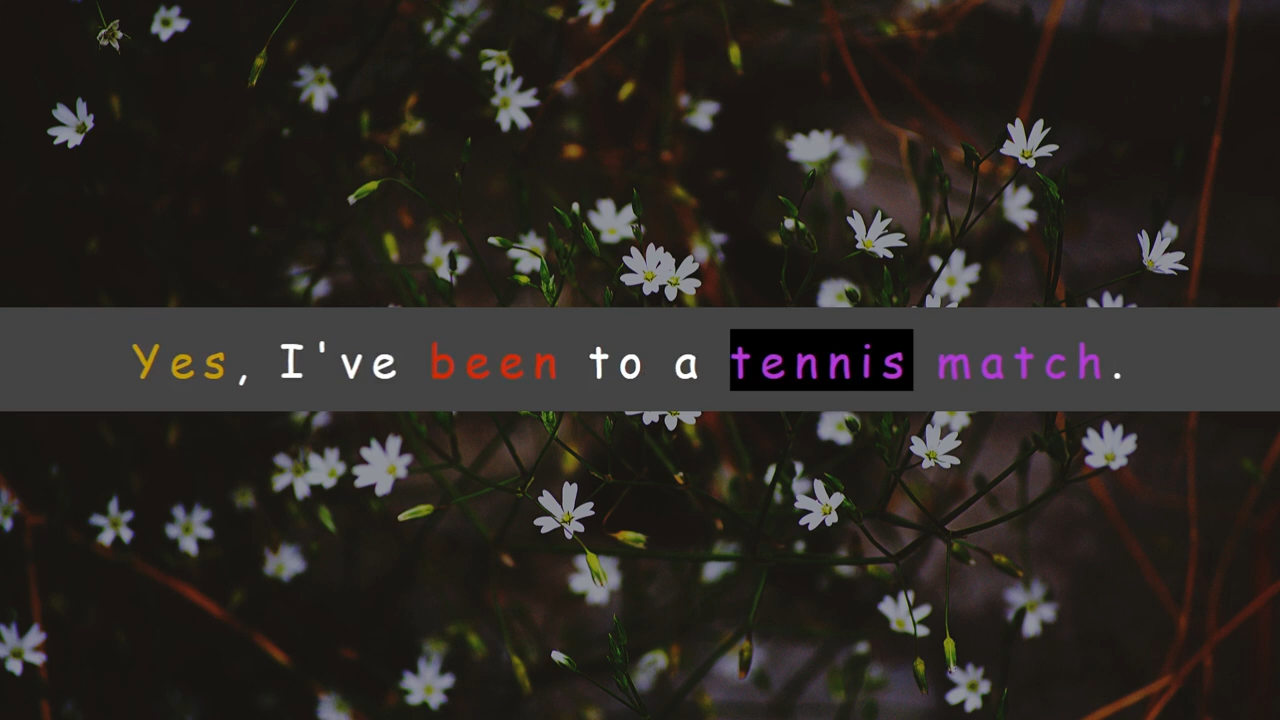 Yes, I've been to a tennis match.